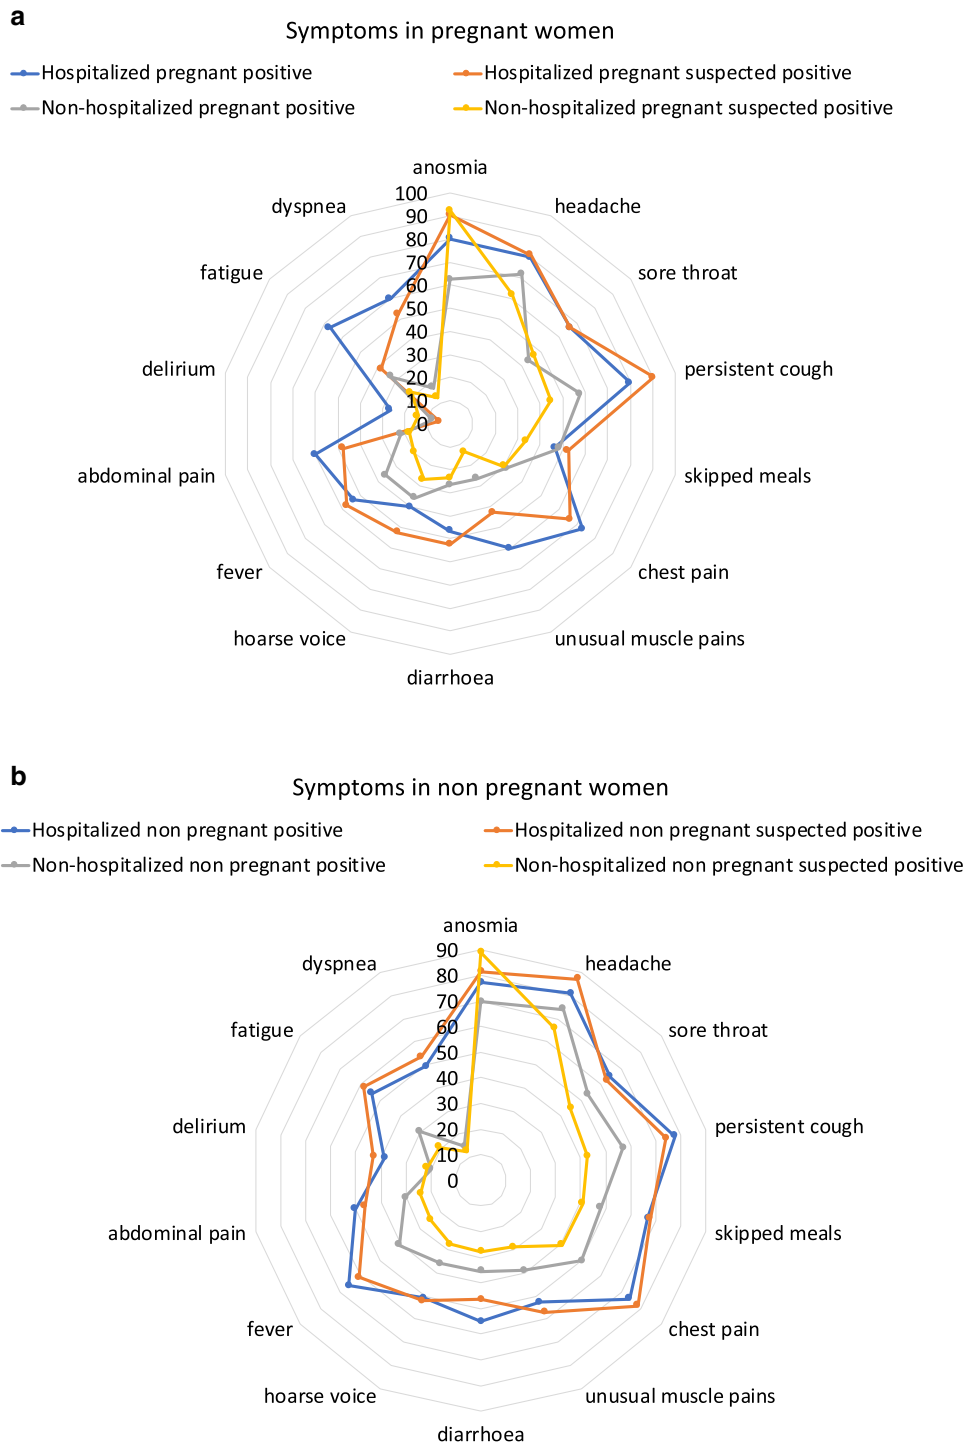 a
Symptoms in pregnant women
Hospitalized pregnant positive
Hospitalized pregnant suspected positive
Non-hospitalized pregnant positive
Non-hospitalized pregnant suspected positive
anosmia
headache
sore throat
persistent cough
skipped meals
chest pain
unusual muscle pains
diarrhoea
hoarse voice
fever
abdominal pain
delirium
fatigue
dyspnea
100
90
80
70
60
50
40
30
20
10
0
b
Symptoms in non pregnant women
Hospitalized non pregnant positive
Hospitalized non pregnant suspected positive
Non-hospitalized non pregnant positive
Non-hospitalized non pregnant suspected positive
anosmia
headache
sore throat
persistent cough
skipped meals
chest pain
unusual muscle pains
diarrhoea
hoarse voice
fever
abdominal pain
delirium
fatigue
dyspnea
90
80
70
60
50
40
30
20
10
0